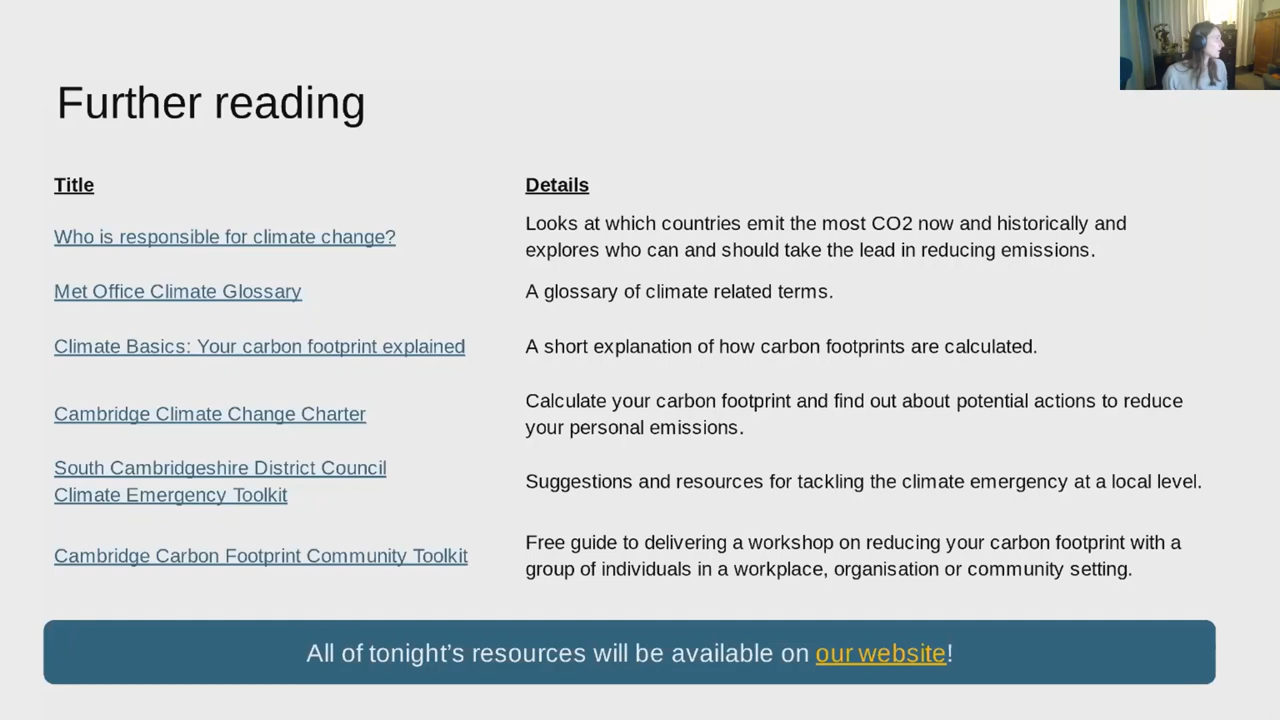 Further reading
Title
Details
Who is responsible for climate change?
Looks at which countries emit the most CO2 now and historically and
explores who can and should take the lead in reducing emissions.
Met Office Climate Glossary
A glossary of climate related terms.
Climate Basics: Your carbon footprint explained
A short explanation of how carbon footprints are calculated.
Cambridge Climate Change Charter
Calculate your carbon footprint and find out about potential actions to reduce
your personal emissions.
South Cambridgeshire District Council
Climate Emergency Toolkit
Suggestions and resources for tackling the climate emergency at a local level.
Cambridge Carbon Footprint Community Toolkit
Free guide to delivering a workshop on reducing your carbon footprint with a
group of individuals in a workplace, organisation or community setting.
All of tonight's resources will be available on our website!